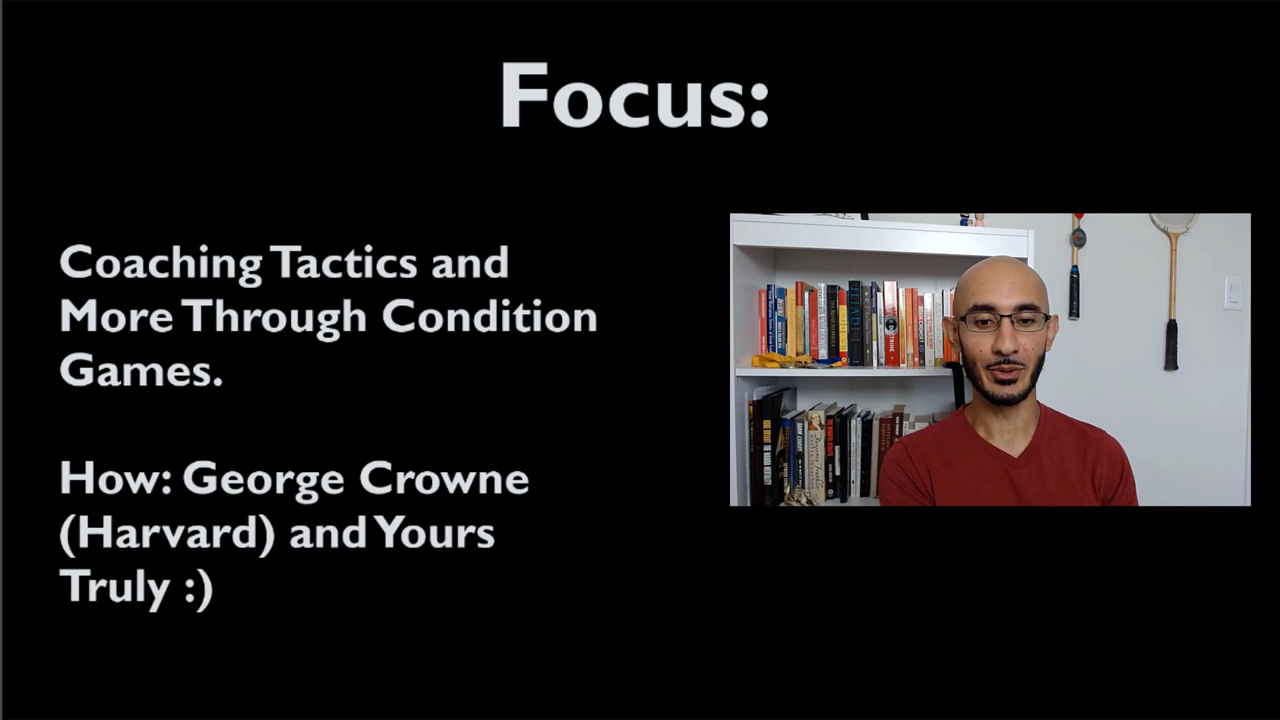 Focus:
Coaching Tactics and
More Through Condition
Games.
How: George Crowne
(Harvard) and Yours
Truly :)